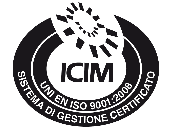 ICIM
UNI EN ISO 9001:2008
SISTEMA DI GESTIONE CERTIFICATO